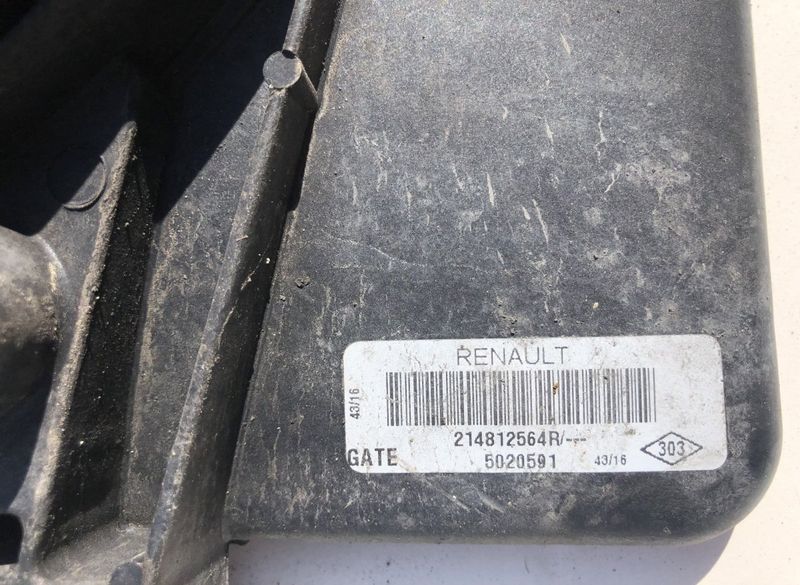 RENAULT
43/16
214812564R/---
GATE 5020591 43/16 303